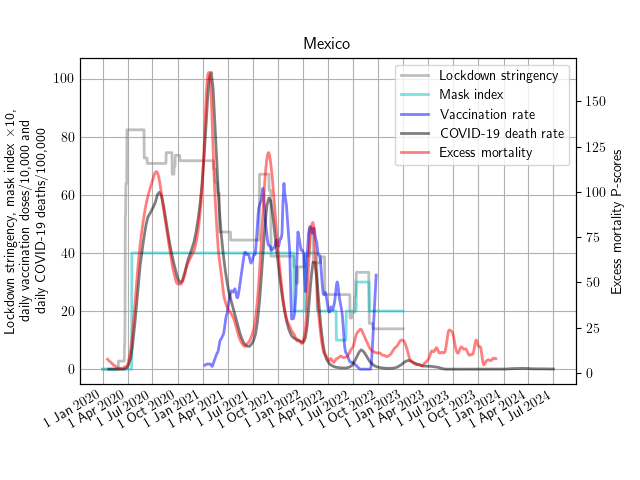 Mexico
Lockdown stringency, mask index ×10,
daily vaccination doses/10,000 and
daily COVID-19 deaths/100,000
100
80
60
40
20
0
Lockdown stringency
Mask index
Vaccination rate
COVID-19 death rate
Excess mortality
150
125
100
75
50
25
0
Excess mortality P-scores
1 Jan 2020
1 Apr 2020
1 Jul 2020
1 Oct 2020
1 Jan 2021
1 Apr 2021
1 Jul 2021
1 Oct 2021
1 Jan 2022
1 Apr 2022
1 Jul 2022
1 Oct 2022
1 Jan 2023
1 Apr 2023
1 Jul 2023
1 Oct 2023
1 Jan 2024
1 Apr 2024
1 Jul 2024